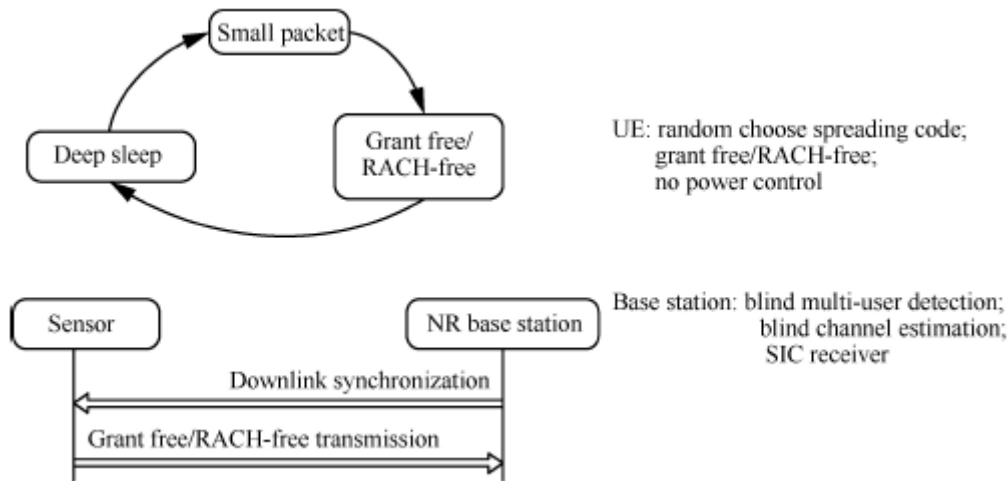 Small packet
Deep sleep
Grant free/
RACH-free
UE: random choose spreading code;
grant free/RACH-free;
no power control
Sensor
NR base station
Base station: blind multi-user detection;
blind channel estimation;
SIC receiver
Downlink synchronization
Grant free/RACH-free transmission